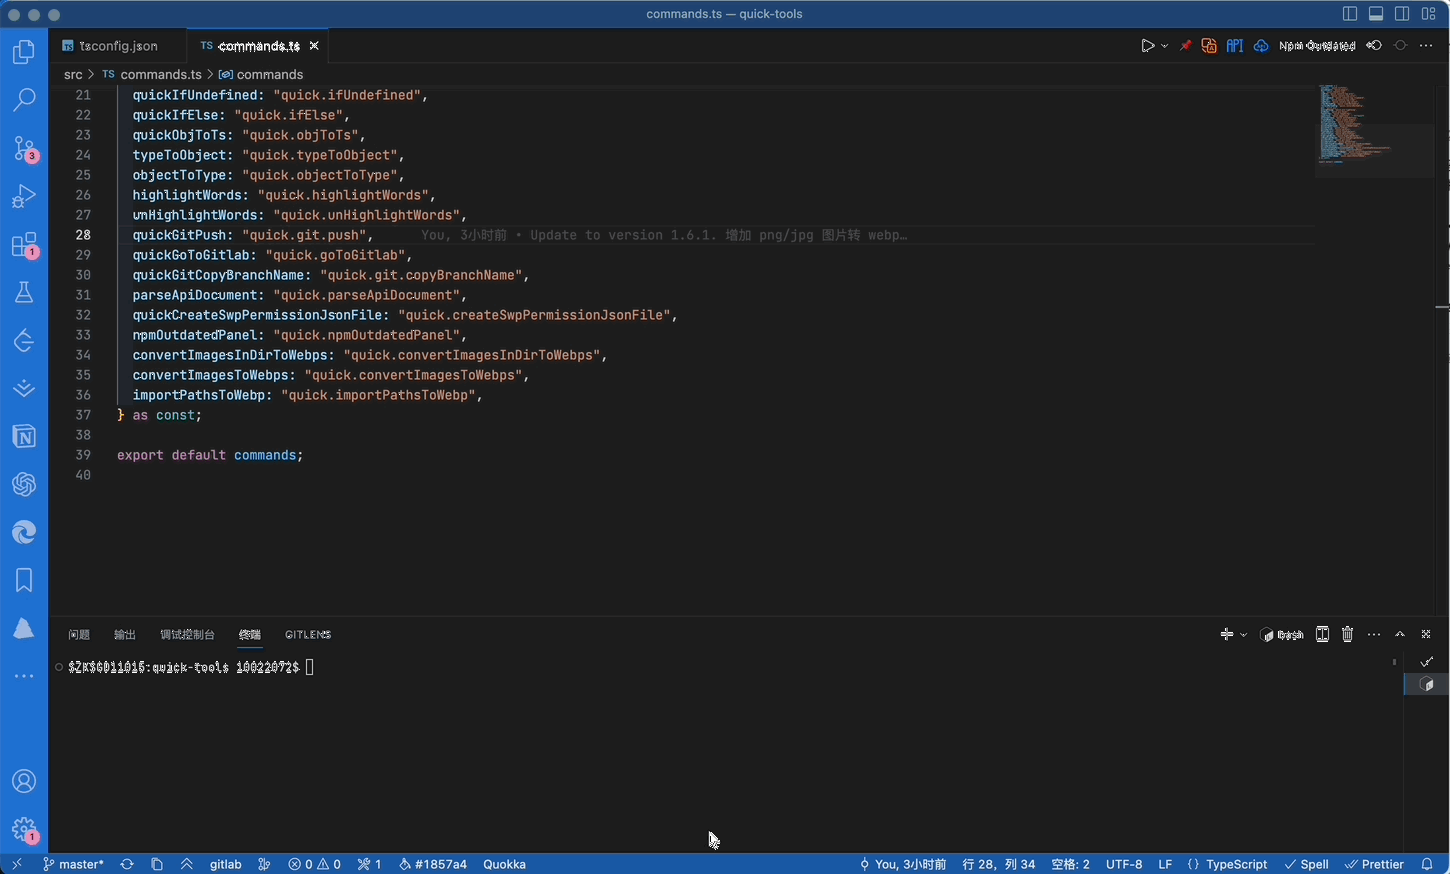 commands.ts — quick-tools
tsconfig.json
TS commands.ts
API Npm Outdated
src > TS commands.ts > commands
21 quickIfUndefined: "quick.ifUndefined",
22 quickIfElse: "quick.ifElse",
23 quickObjToTs: "quick.objToTs",
24 typeToObject: "quick.typeToObject",
25 objectToType: "quick.objectToType",
26 highlightWords: "quick.highlightWords",
27 unHighlightWords: "quick.unHighlightWords",
28 quickGitPush: "quick.git.push", You, 3小时前 • Update to version 1.6.1. 增加 png/jpg 图片转 webp…
29 quickGoToGitlab: "quick.goToGitlab",
30 quickGitCopyBranchName: "quick.git.copyBranchName",
31 parseApiDocument: "quick.parseApiDocument",
32 quickCreateSwpPermissionJsonFile: "quick.createSwpPermissionJsonFile",
33 npmOutdatedPanel: "quick.npmOutdatedPanel",
34 convertImagesInDirToWebps: "quick.convertImagesInDirToWebps",
35 convertImagesToWebps: "quick.convertImagesToWebps",
36 importPathsToWebp: "quick.importPathsToWebp",
37 } as const;
38
39 export default commands;
40
3
1
问题 输出 调试控制台 终端 GITLENS
bash
:quick-tools 10022072$
1
master* gitlab 0 0 1 #1857a4 Quokka
You, 3小时前 行 28, 列 34 空格: 2 UTF-8 LF {} TypeScript Spell Prettier